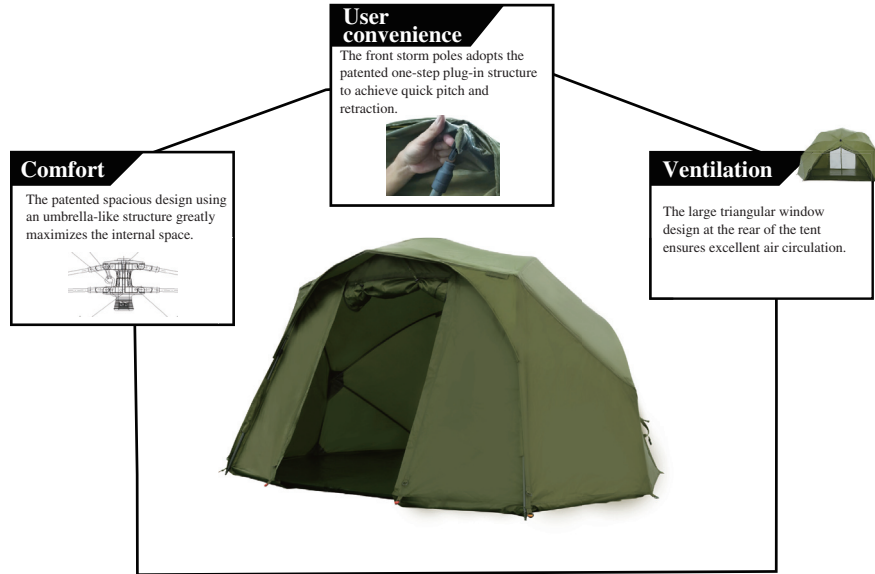 User
convenience
The front storm poles adopts the
patented one-step plug-in structure
to achieve quick pitch and
retraction.
Comfort
The patented spacious design using
an umbrella-like structure greatly
maximizes the internal space.
Ventilation
The large triangular window
design at the rear of the tent
ensures excellent air circulation.